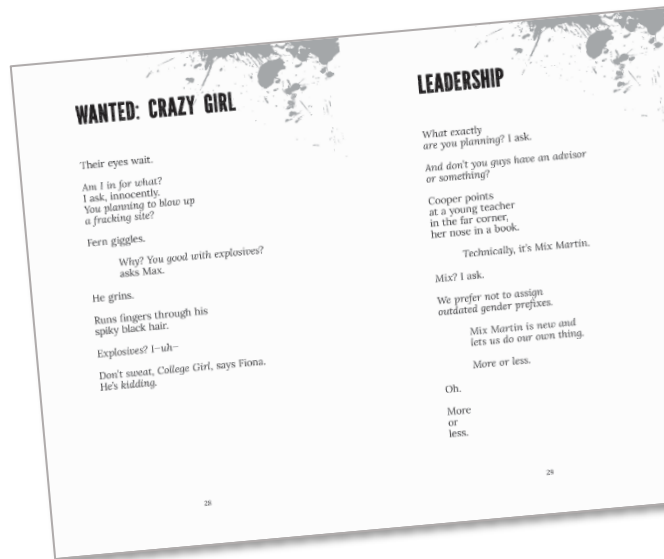 WANTED: CRAZY GIRL
Their eyes wait.
Am I in for what?
I ask, innocently.
You planning to blow up
a fracking site?
Fern giggles.
Why? You good with explosives?
asks Max.
He grins.
Runs fingers through his
spiky black hair.
Explosives? I–uh–
Don't sweat, College Girl, says Fiona.
He's kidding.
28
LEADERSHIP
What exactly
are you planning? I ask.
And don't you guys have an advisor
or something?
Cooper points
at a young teacher
in the far corner,
her nose in a book.
Technically, it's Mix Martin.
Mix? I ask.
We prefer not to assign
outdated gender prefixes.
Mix Martin is new and
lets us do our own thing.
More or less.
Oh.
More
or
less.
29